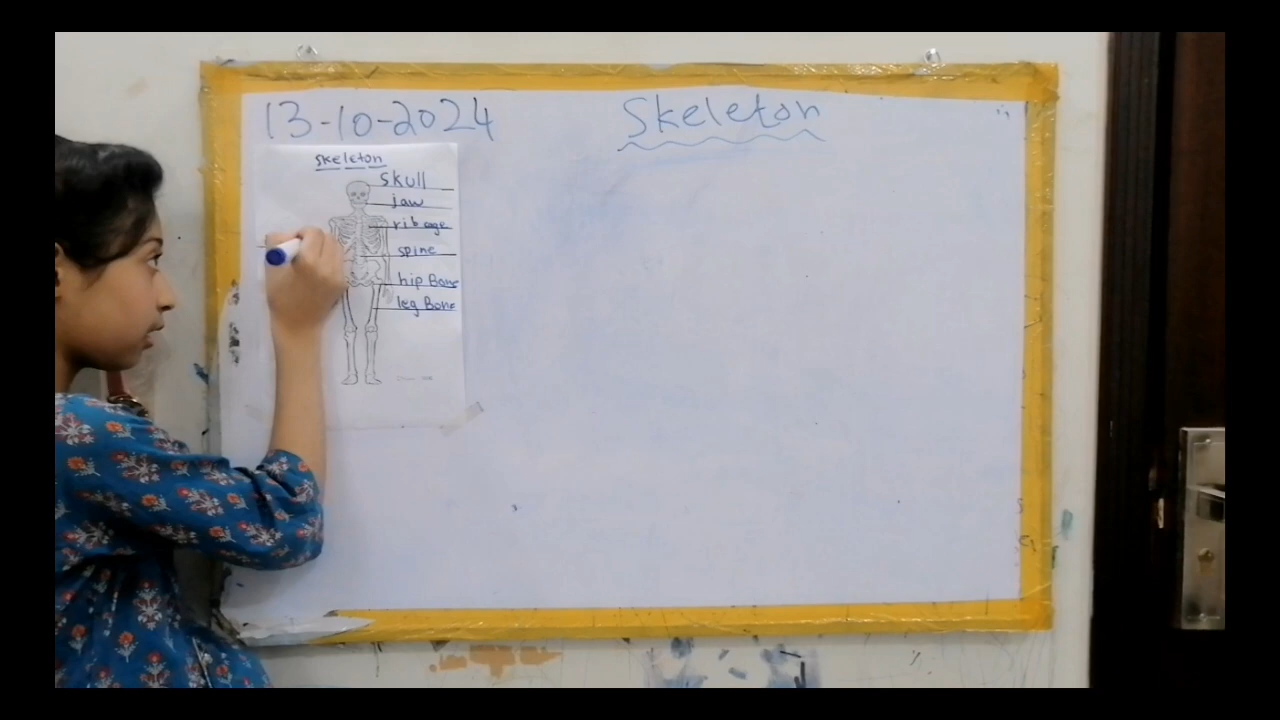 13-10-2024
Skeleton
skeleton
skull
jaw
rib cage
spine
hip Bone
leg Bone